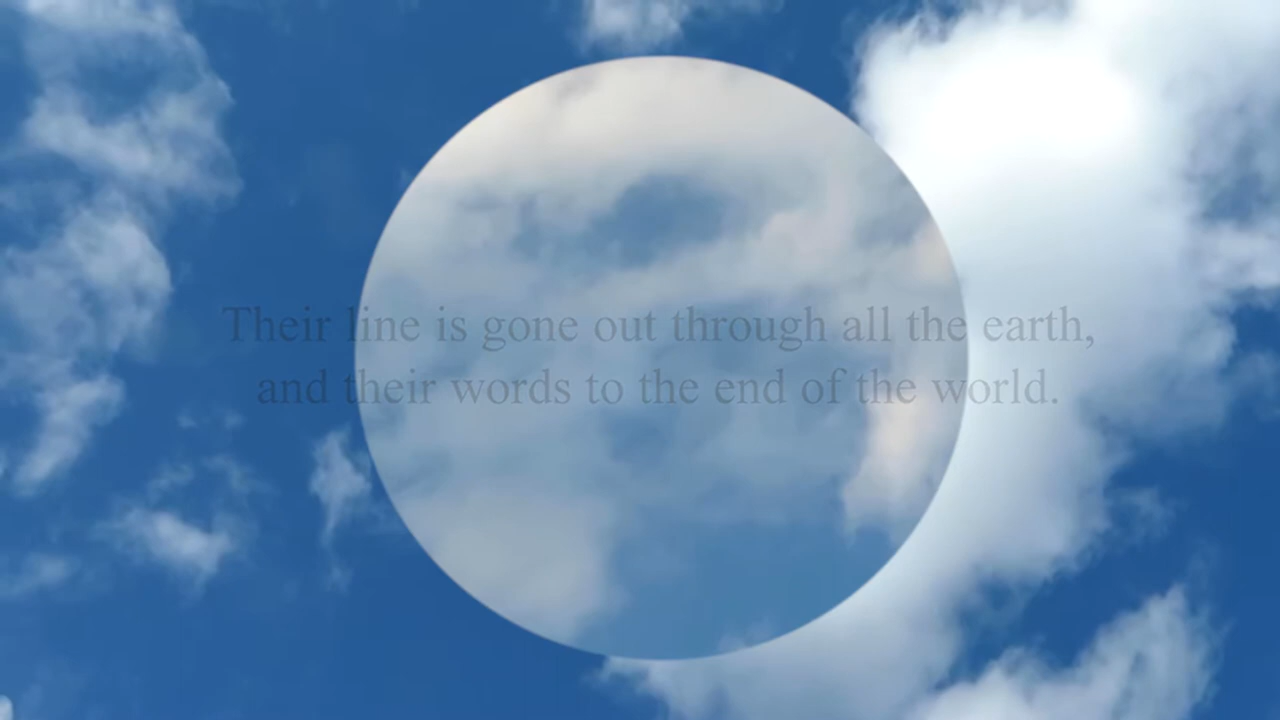 Their line is gone out through all the earth,
and their words to the end of the world.